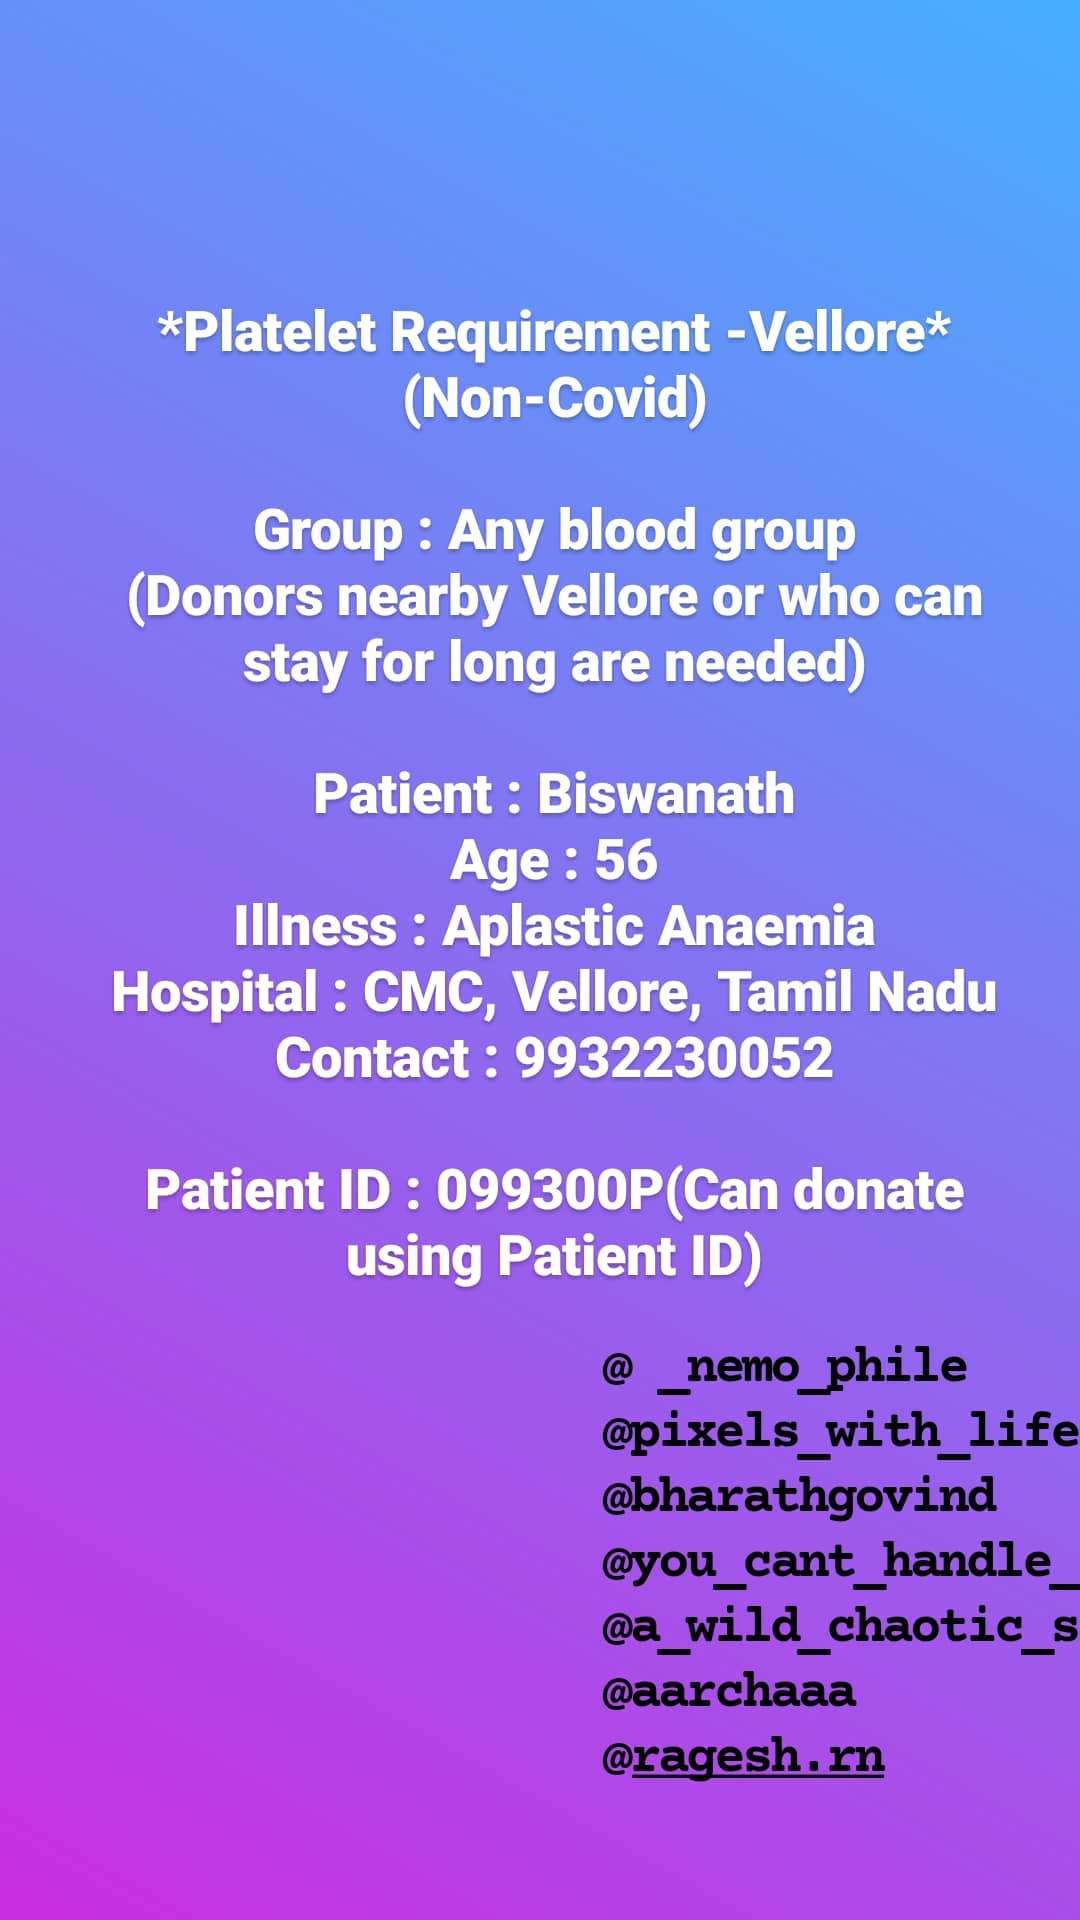 *Platelet Requirement -Vellore*
(Non-Covid)
Group : Any blood group
(Donors nearby Vellore or who can
stay for long are needed)
Patient : Biswanath
Age : 56
Illness : Aplastic Anaemia
Hospital : CMC, Vellore, Tamil Nadu
Contact : 9932230052
Patient ID : 099300P(Can donate
using Patient ID)
@ _nemo_phile
@pixels_with_life
@bharathgovind
@you_cant_handle_
@a_wild_chaotic_s
@aarchaaa
@ragesh.rn